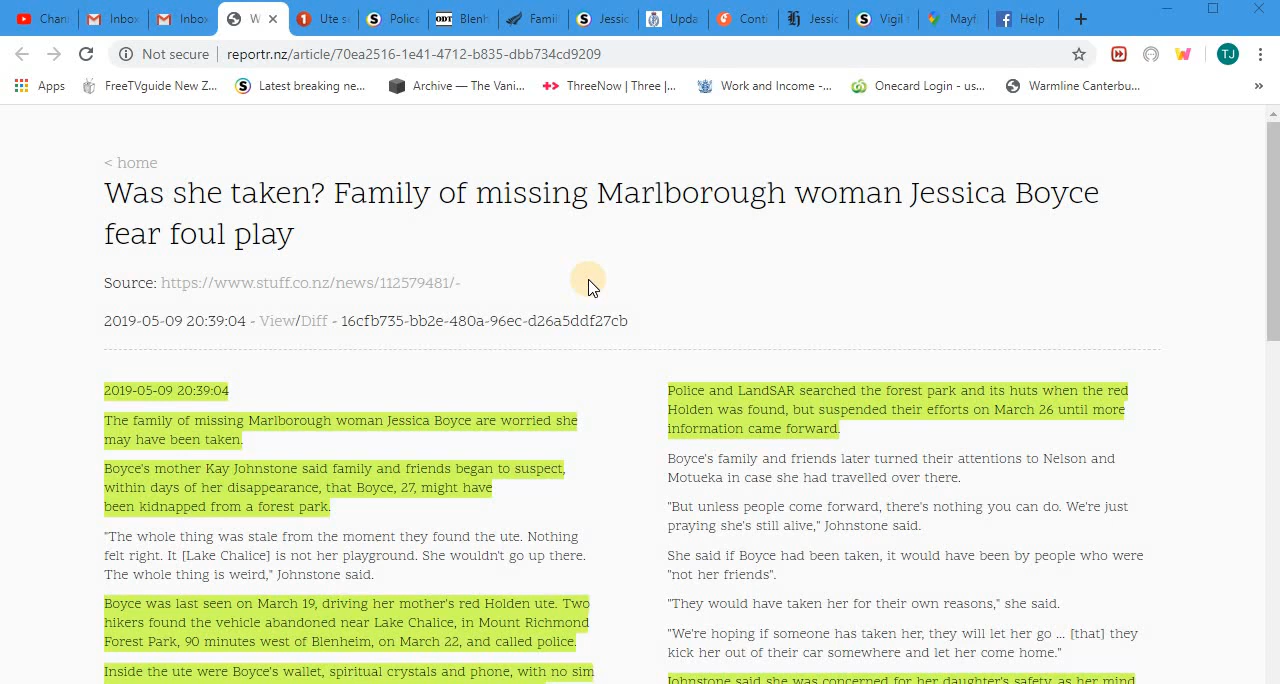 Chan
Inbo
Inbo
W
Ute s
Police
ODT
Blenh
Famil
Jessic
Upda
Conti
Jessic
Vigil
Mayf
Help
Not secure
reportr.nz/article/70ea2516-1e41-4712-b835-dbb734cd9209
TJ
Apps
FreeTVguide New Z...
Latest breaking ne...
Archive — The Vani...
ThreeNow | Three |...
Work and Income -...
Onecard Login - us...
Warmline Canterbu...
< home
Was she taken? Family of missing Marlborough woman Jessica Boyce
fear foul play
Source: https://www.stuff.co.nz/news/112579481/-
2019-05-09 20:39:04 - View/Diff - 16cfb735-bb2e-480a-96ec-d26a5ddf27cb
2019-05-09 20:39:04
The family of missing Marlborough woman Jessica Boyce are worried she
may have been taken.
Boyce's mother Kay Johnstone said family and friends began to suspect,
within days of her disappearance, that Boyce, 27, might have
been kidnapped from a forest park.
"The whole thing was stale from the moment they found the ute. Nothing
felt right. It [Lake Chalice] is not her playground. She wouldn't go up there.
The whole thing is weird," Johnstone said.
Boyce was last seen on March 19, driving her mother's red Holden ute. Two
hikers found the vehicle abandoned near Lake Chalice, in Mount Richmond
Forest Park, 90 minutes west of Blenheim, on March 22, and called police.
Inside the ute were Boyce's wallet, spiritual crystals and phone, with no sim
Police and LandSAR searched the forest park and its huts when the red
Holden was found, but suspended their efforts on March 26 until more
information came forward.
Boyce's family and friends later turned their attentions to Nelson and
Motueka in case she had travelled over there.
"But unless people come forward, there's nothing you can do. We're just
praying she's still alive," Johnstone said.
She said if Boyce had been taken, it would have been by people who were
"not her friends".
"They would have taken her for their own reasons," she said.
"We're hoping if someone has taken her, they will let her go ... [that] they
kick her out of their car somewhere and let her come home."
Johnstone said she was concerned for her daughter's safety, as her mind